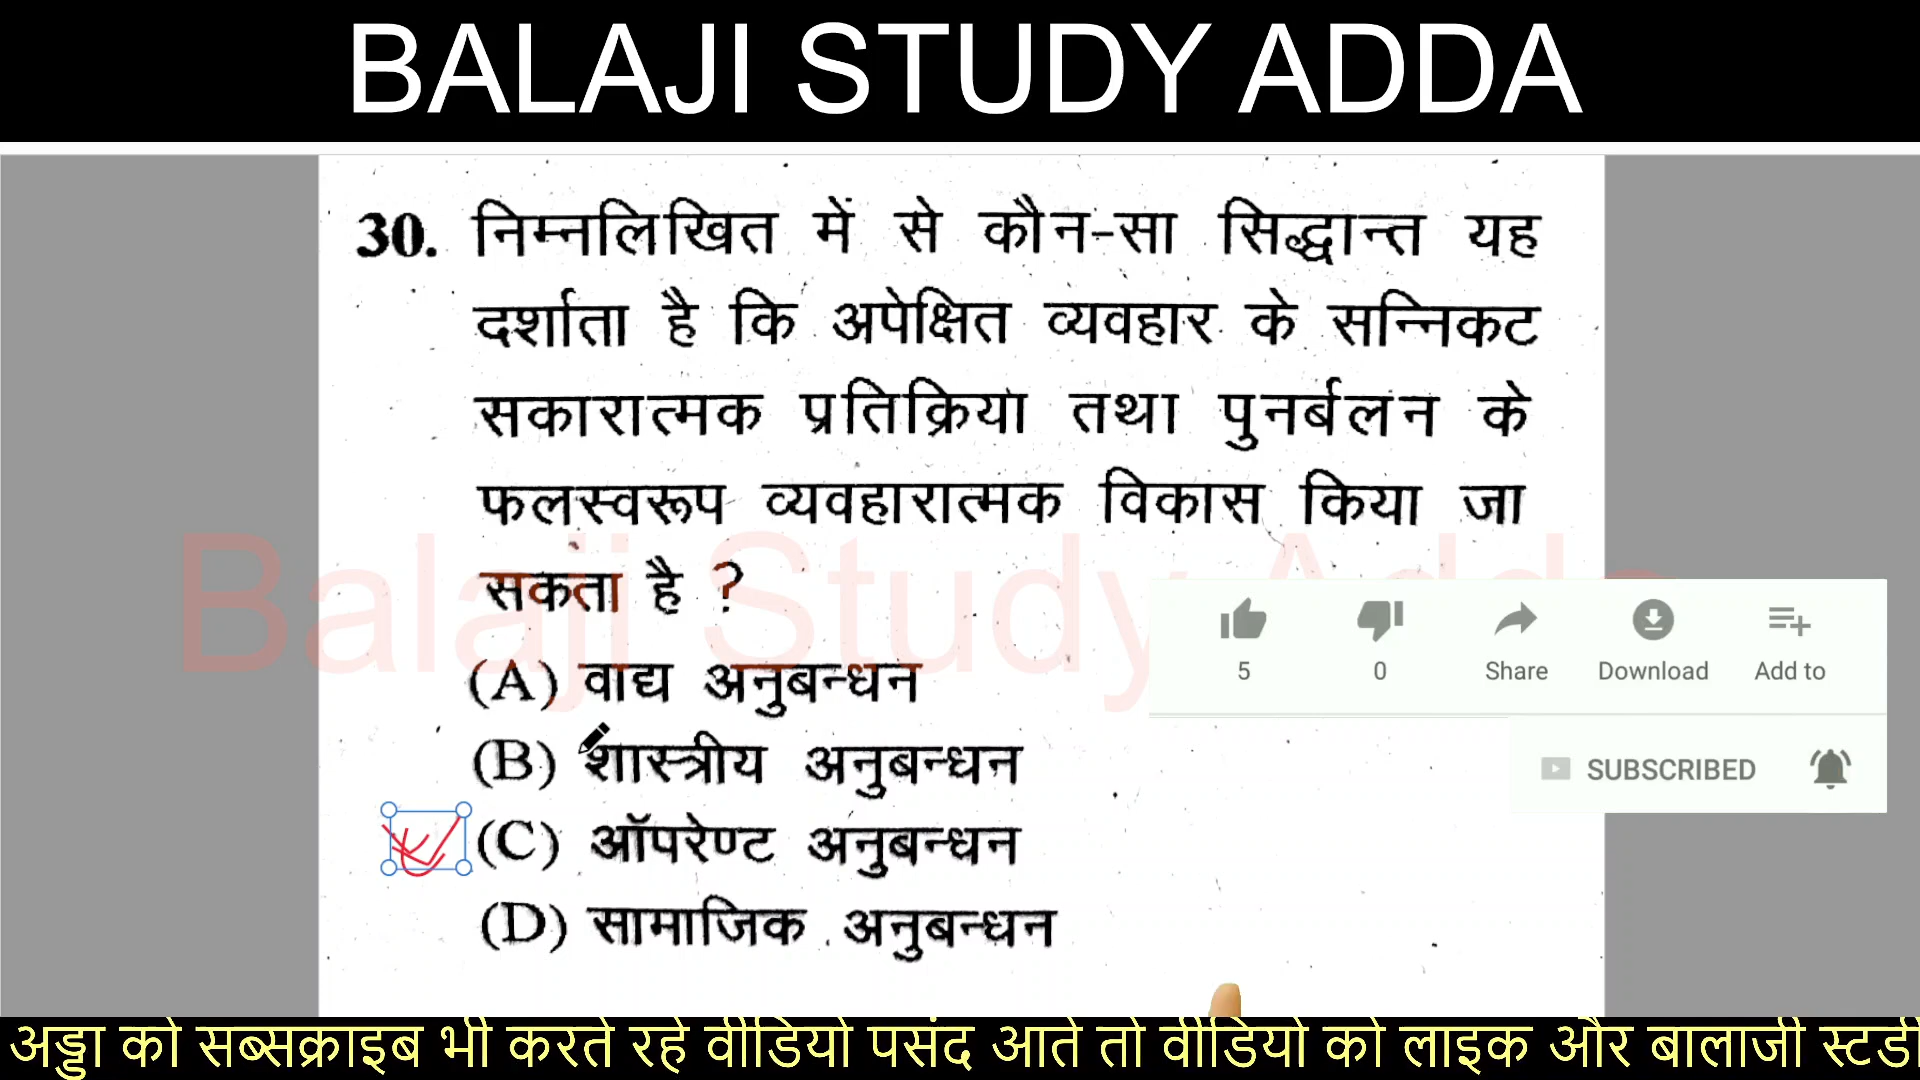 BALAJI STUDY ADDA
30. निम्नलिखित में से कौन-सा सिद्धान्त यह
दर्शाता है कि अपेक्षित व्यवहार के सन्निकट
सकारात्मक प्रतिक्रिया तथा पुनर्बलन के
फलस्वरूप व्यवहारात्मक विकास किया जा
सकता है ?
Balaji Study Adda
(A) वाद्य अनुबन्धन
(B) शास्त्रीय अनुबन्धन
(C) ऑपरेण्ट अनुबन्धन
(D) सामाजिक अनुबन्धन
5 0 Share Download Add to
SUBSCRIBED
अड्डा को सब्सक्राइब भी करते रहे वीडियो पसंद आते तो वीडियो को लाइक और बालाजी स्टडी